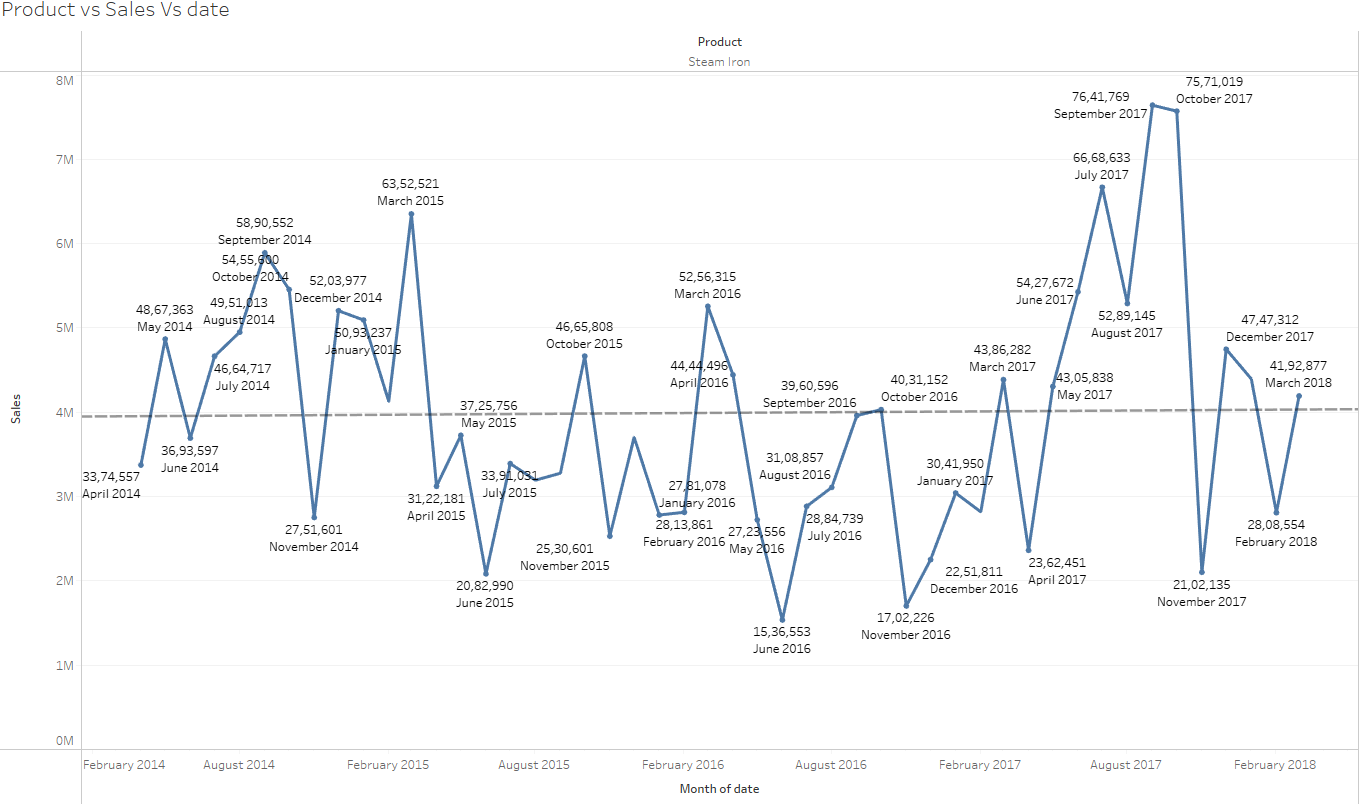 Product vs Sales Vs date
Product
Steam Iron
8M
7M
6M
5M
4M
3M
2M
1M
0M
Sales
33,74,557
April 2014
48,67,363
May 2014
36,93,597
June 2014
46,64,717
July 2014
49,51,013
August 2014
58,90,552
September 2014
54,55,600
October 2014
27,51,601
November 2014
52,03,977
December 2014
50,93,237
January 2015
63,52,521
March 2015
31,22,181
April 2015
37,25,756
May 2015
20,82,990
June 2015
33,91,031
July 2015
46,65,808
October 2015
25,30,601
November 2015
27,81,078
January 2016
28,13,861
February 2016
52,56,315
March 2016
44,44,496
April 2016
27,23,556
May 2016
15,36,553
June 2016
28,84,739
July 2016
31,08,857
August 2016
39,60,596
September 2016
40,31,152
October 2016
17,02,226
November 2016
22,51,811
December 2016
30,41,950
January 2017
43,86,282
March 2017
23,62,451
April 2017
43,05,838
May 2017
54,27,672
June 2017
66,68,633
July 2017
52,89,145
August 2017
76,41,769
September 2017
75,71,019
October 2017
21,02,135
November 2017
47,47,312
December 2017
28,08,554
February 2018
41,92,877
March 2018
February 2014
August 2014
February 2015
August 2015
February 2016
August 2016
February 2017
August 2017
February 2018
Month of date